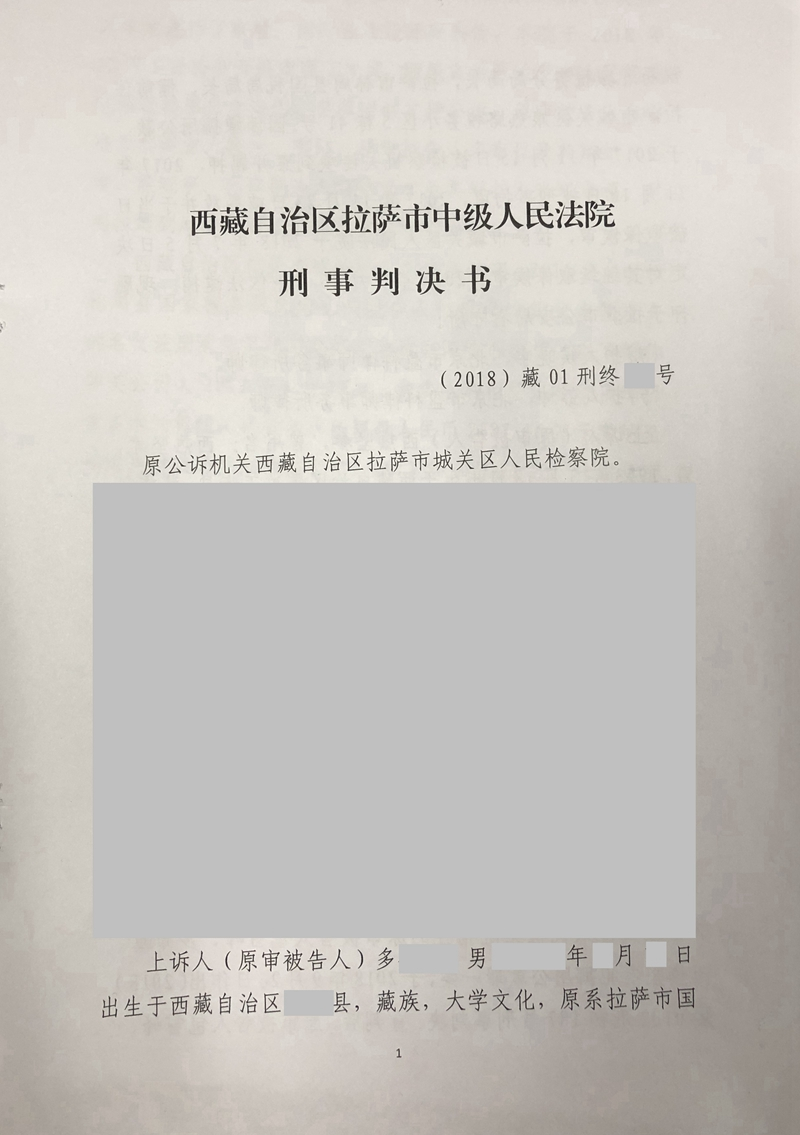 西藏自治区拉萨市中级人民法院
刑事判决书
（2018）藏01刑终 号
原公诉机关西藏自治区拉萨市城关区人民检察院。
上诉人（原审被告人）多 男 年 月 日
出生于西藏自治区 县，藏族，大学文化，原系拉萨市国
1